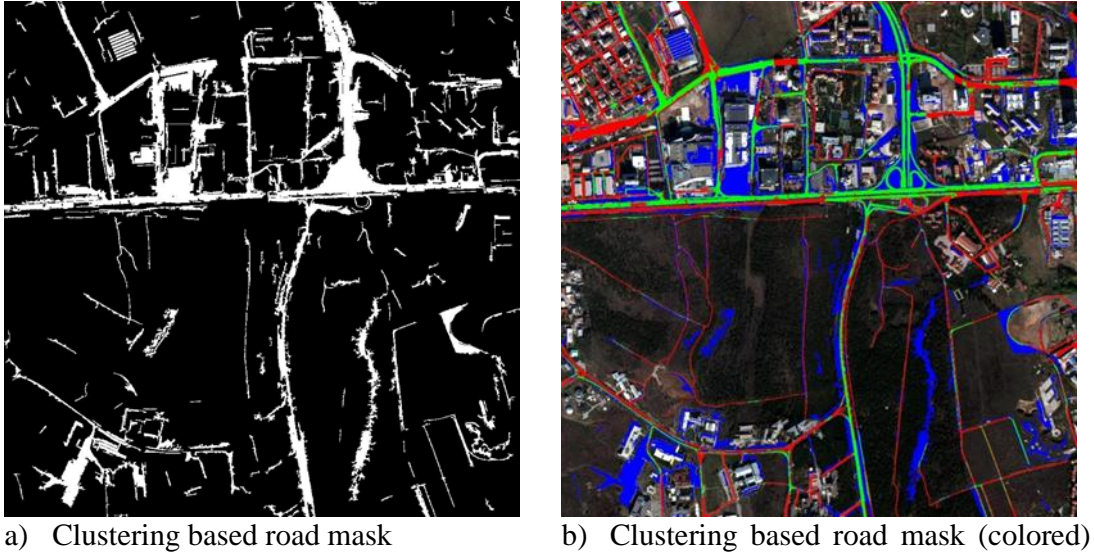 a) Clustering based road mask
b) Clustering based road mask (colored)